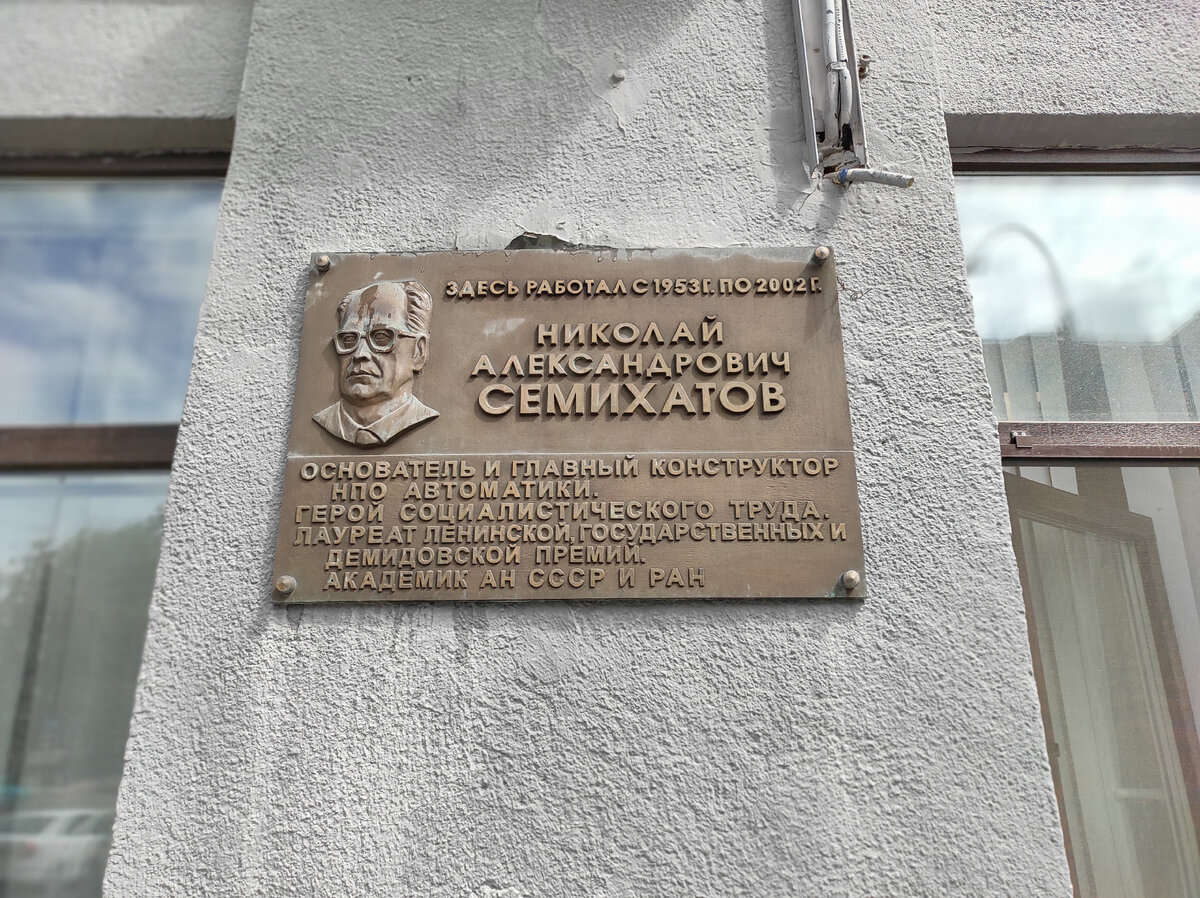 ЗДЕСЬ РАБОТАЛ С 1953Г. ПО 2002 Г.
НИКОЛАЙ
АЛЕКСАНДРОВИЧ
СЕМИХАТОВ
ОСНОВАТЕЛЬ И ГЛАВНЫЙ КОНСТРУКТОР
НПО АВТОМАТИКИ.
ГЕРОЙ СОЦИАЛИСТИЧЕСКОГО ТРУДА.
ЛАУРЕАТ ЛЕНИНСКОЙ, ГОСУДАРСТВЕННЫХ И
ДЕМИДОВСКОЙ ПРЕМИЙ.
АКАДЕМИК АН СССР И РАН